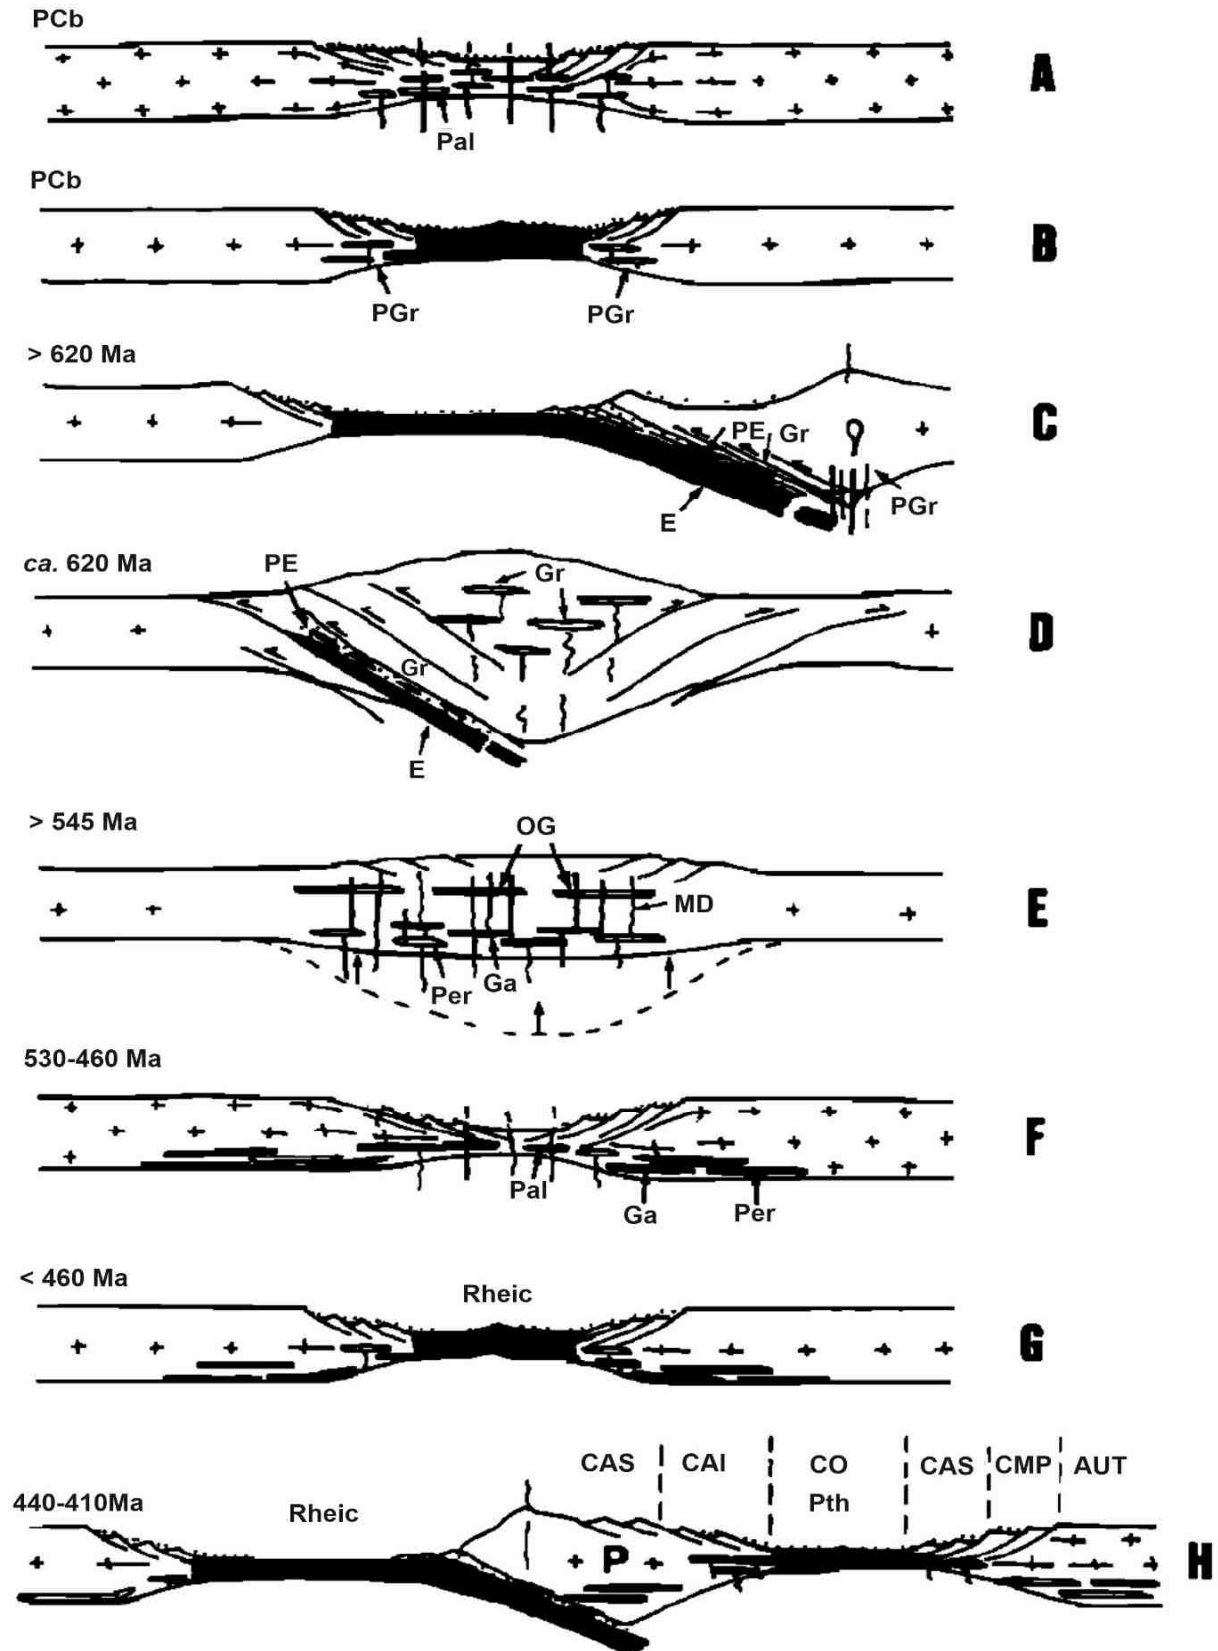 PCb
A
Pal
PCb
B
PGr
PGr
> 620 Ma
C
PE Gr
PGr
E
ca. 620 Ma
PE
Gr
D
Gr
E
> 545 Ma
OG
MD
E
Ga
Per
530-460 Ma
F
Pal
Ga
Per
< 460 Ma
Rheic
G
CAS CAI CO CAS CMP AUT
Pth
440-410Ma
Rheic
P
H